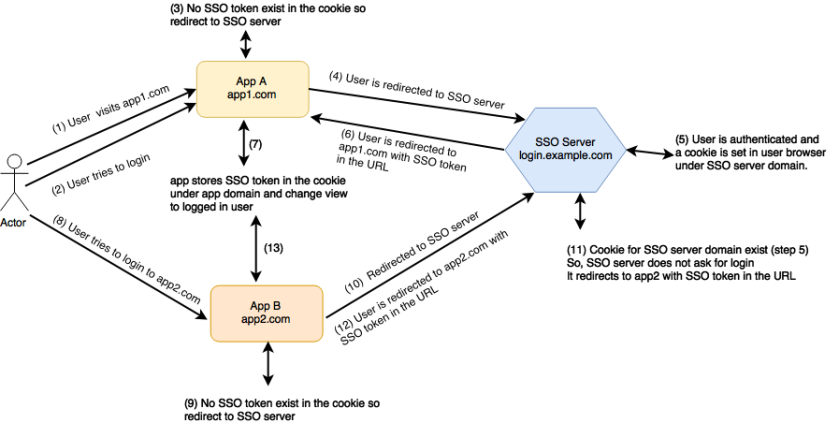 (3) No SSO token exist in the cookie so
redirect to SSO server
App A
app1.com
(4) User is redirected to SSO server
(1) User visits app1.com
(2) User tries to login
(7)
(6) User is redirected to
app1.com with SSO token
in the URL
SSO Server
login.example.com
(5) User is authenticated and
a cookie is set in user browser
under SSO server domain.
app stores SSO token in the cookie
under app domain and change view
to logged in user
Actor
(8) User tries to login to app2.com
(13)
(10) Redirected to SSO server
(11) Cookie for SSO server domain exist (step 5)
So, SSO server does not ask for login
It redirects to app2 with SSO token in the URL
(12) User is redirected to app2.com with
SSO token in the URL
App B
app2.com
(9) No SSO token exist in the cookie so
redirect to SSO server